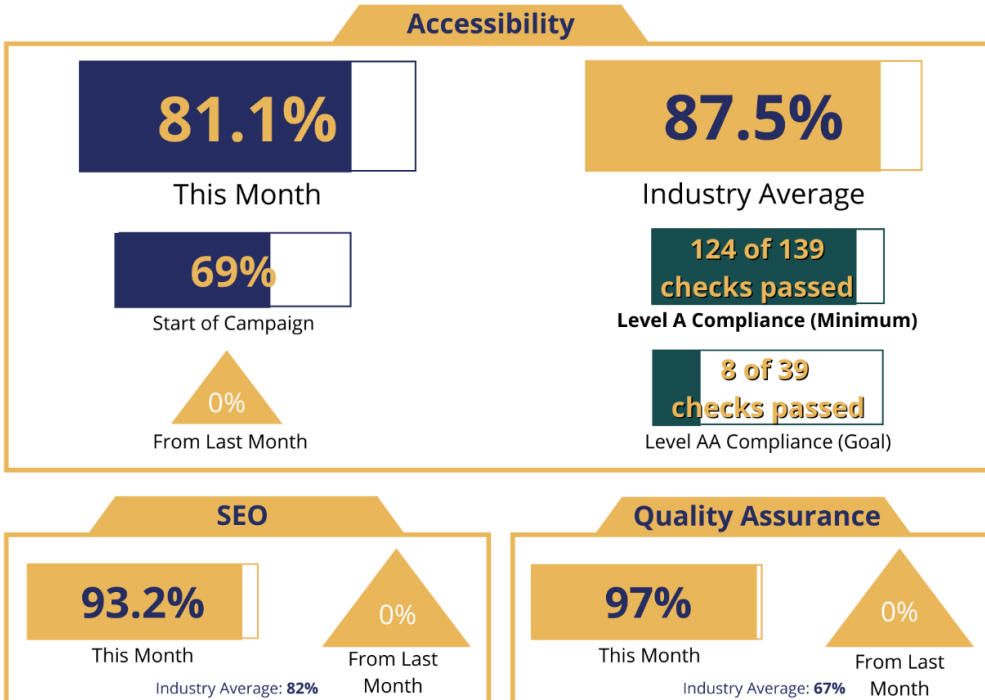 Accessibility
81.1%
This Month
87.5%
Industry Average
69%
Start of Campaign
124 of 139
checks passed
Level A Compliance (Minimum)
0%
From Last Month
8 of 39
checks passed
Level AA Compliance (Goal)
SEO
93.2%
This Month
0%
From Last
Month
Industry Average: 82%
Quality Assurance
97%
This Month
0%
From Last
Month
Industry Average: 67%